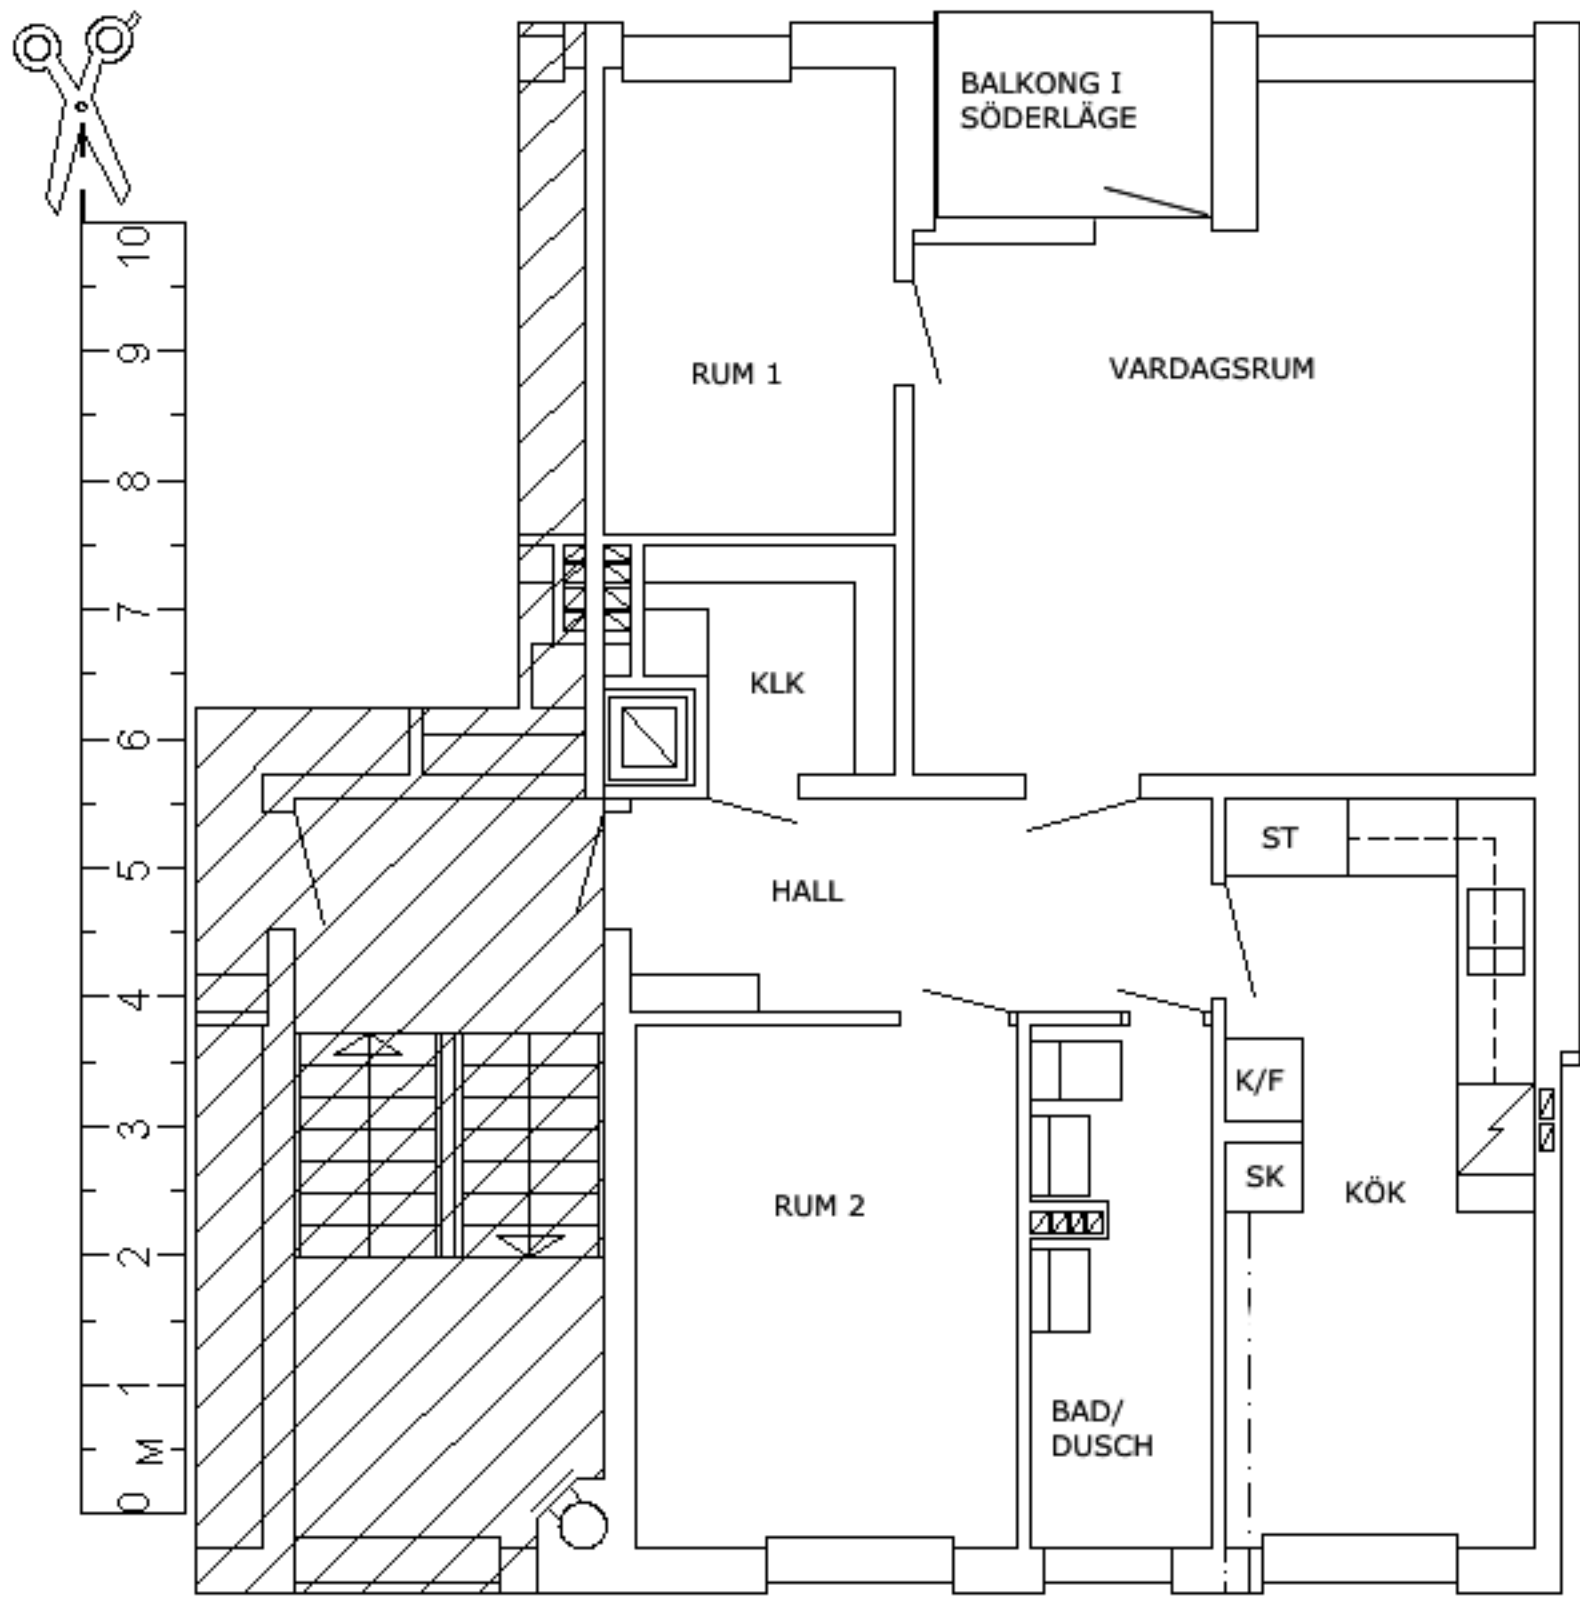 BALKONG I
SÖDERLÄGE
10
9
8
7
6
5
4
3
2
1
M
0
RUM 1
VARDAGSRUM
KLK
ST
HALL
K/F
SK
KÖK
RUM 2
BAD/
DUSCH